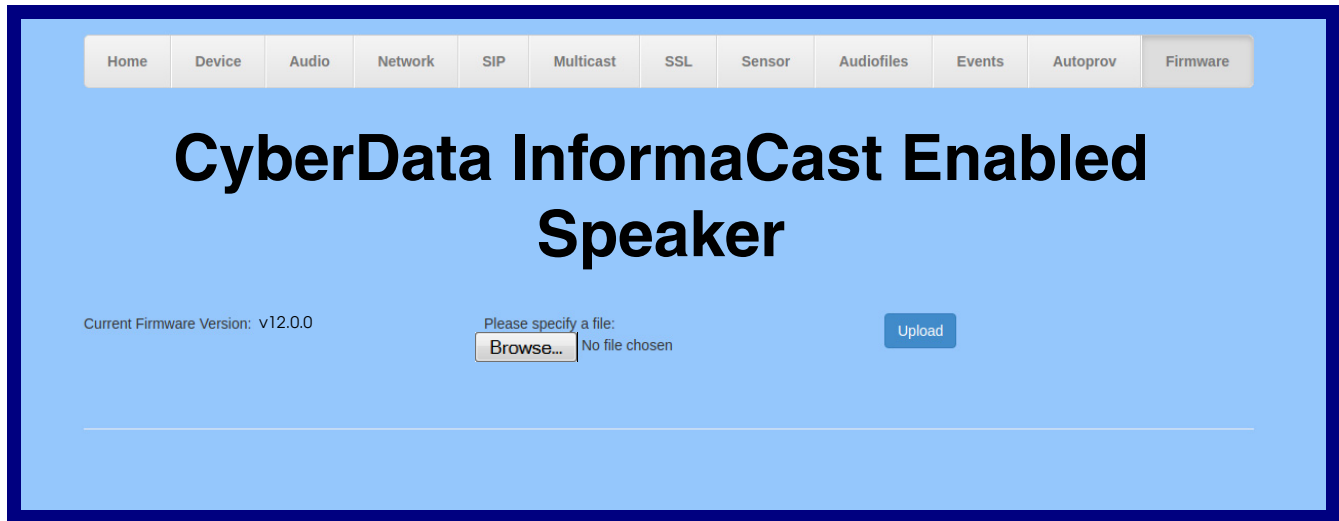 Home Device Audio Network SIP Multicast SSL Sensor Audiofiles Events Autoprov Firmware
CyberData InformaCast Enabled
Speaker
Current Firmware Version: v12.0.0 Please specify a file: Upload
Browse... No file chosen